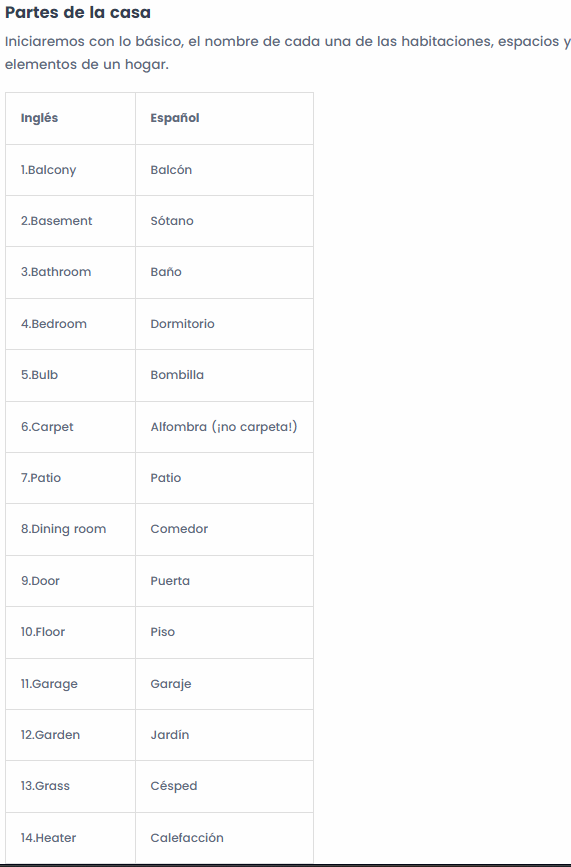 Partes de la casa
Iniciaremos con lo básico, el nombre de cada una de las habitaciones, espacios y
elementos de un hogar.
Inglés Español
1.Balcony Balcón
2.Basement Sótano
3.Bathroom Baño
4.Bedroom Dormitorio
5.Bulb Bombilla
6.Carpet Alfombra (¡no carpeta!)
7.Patio Patio
8.Dining room Comedor
9.Door Puerta
10.Floor Piso
11.Garage Garaje
12.Garden Jardín
13.Grass Césped
14.Heater Calefacción